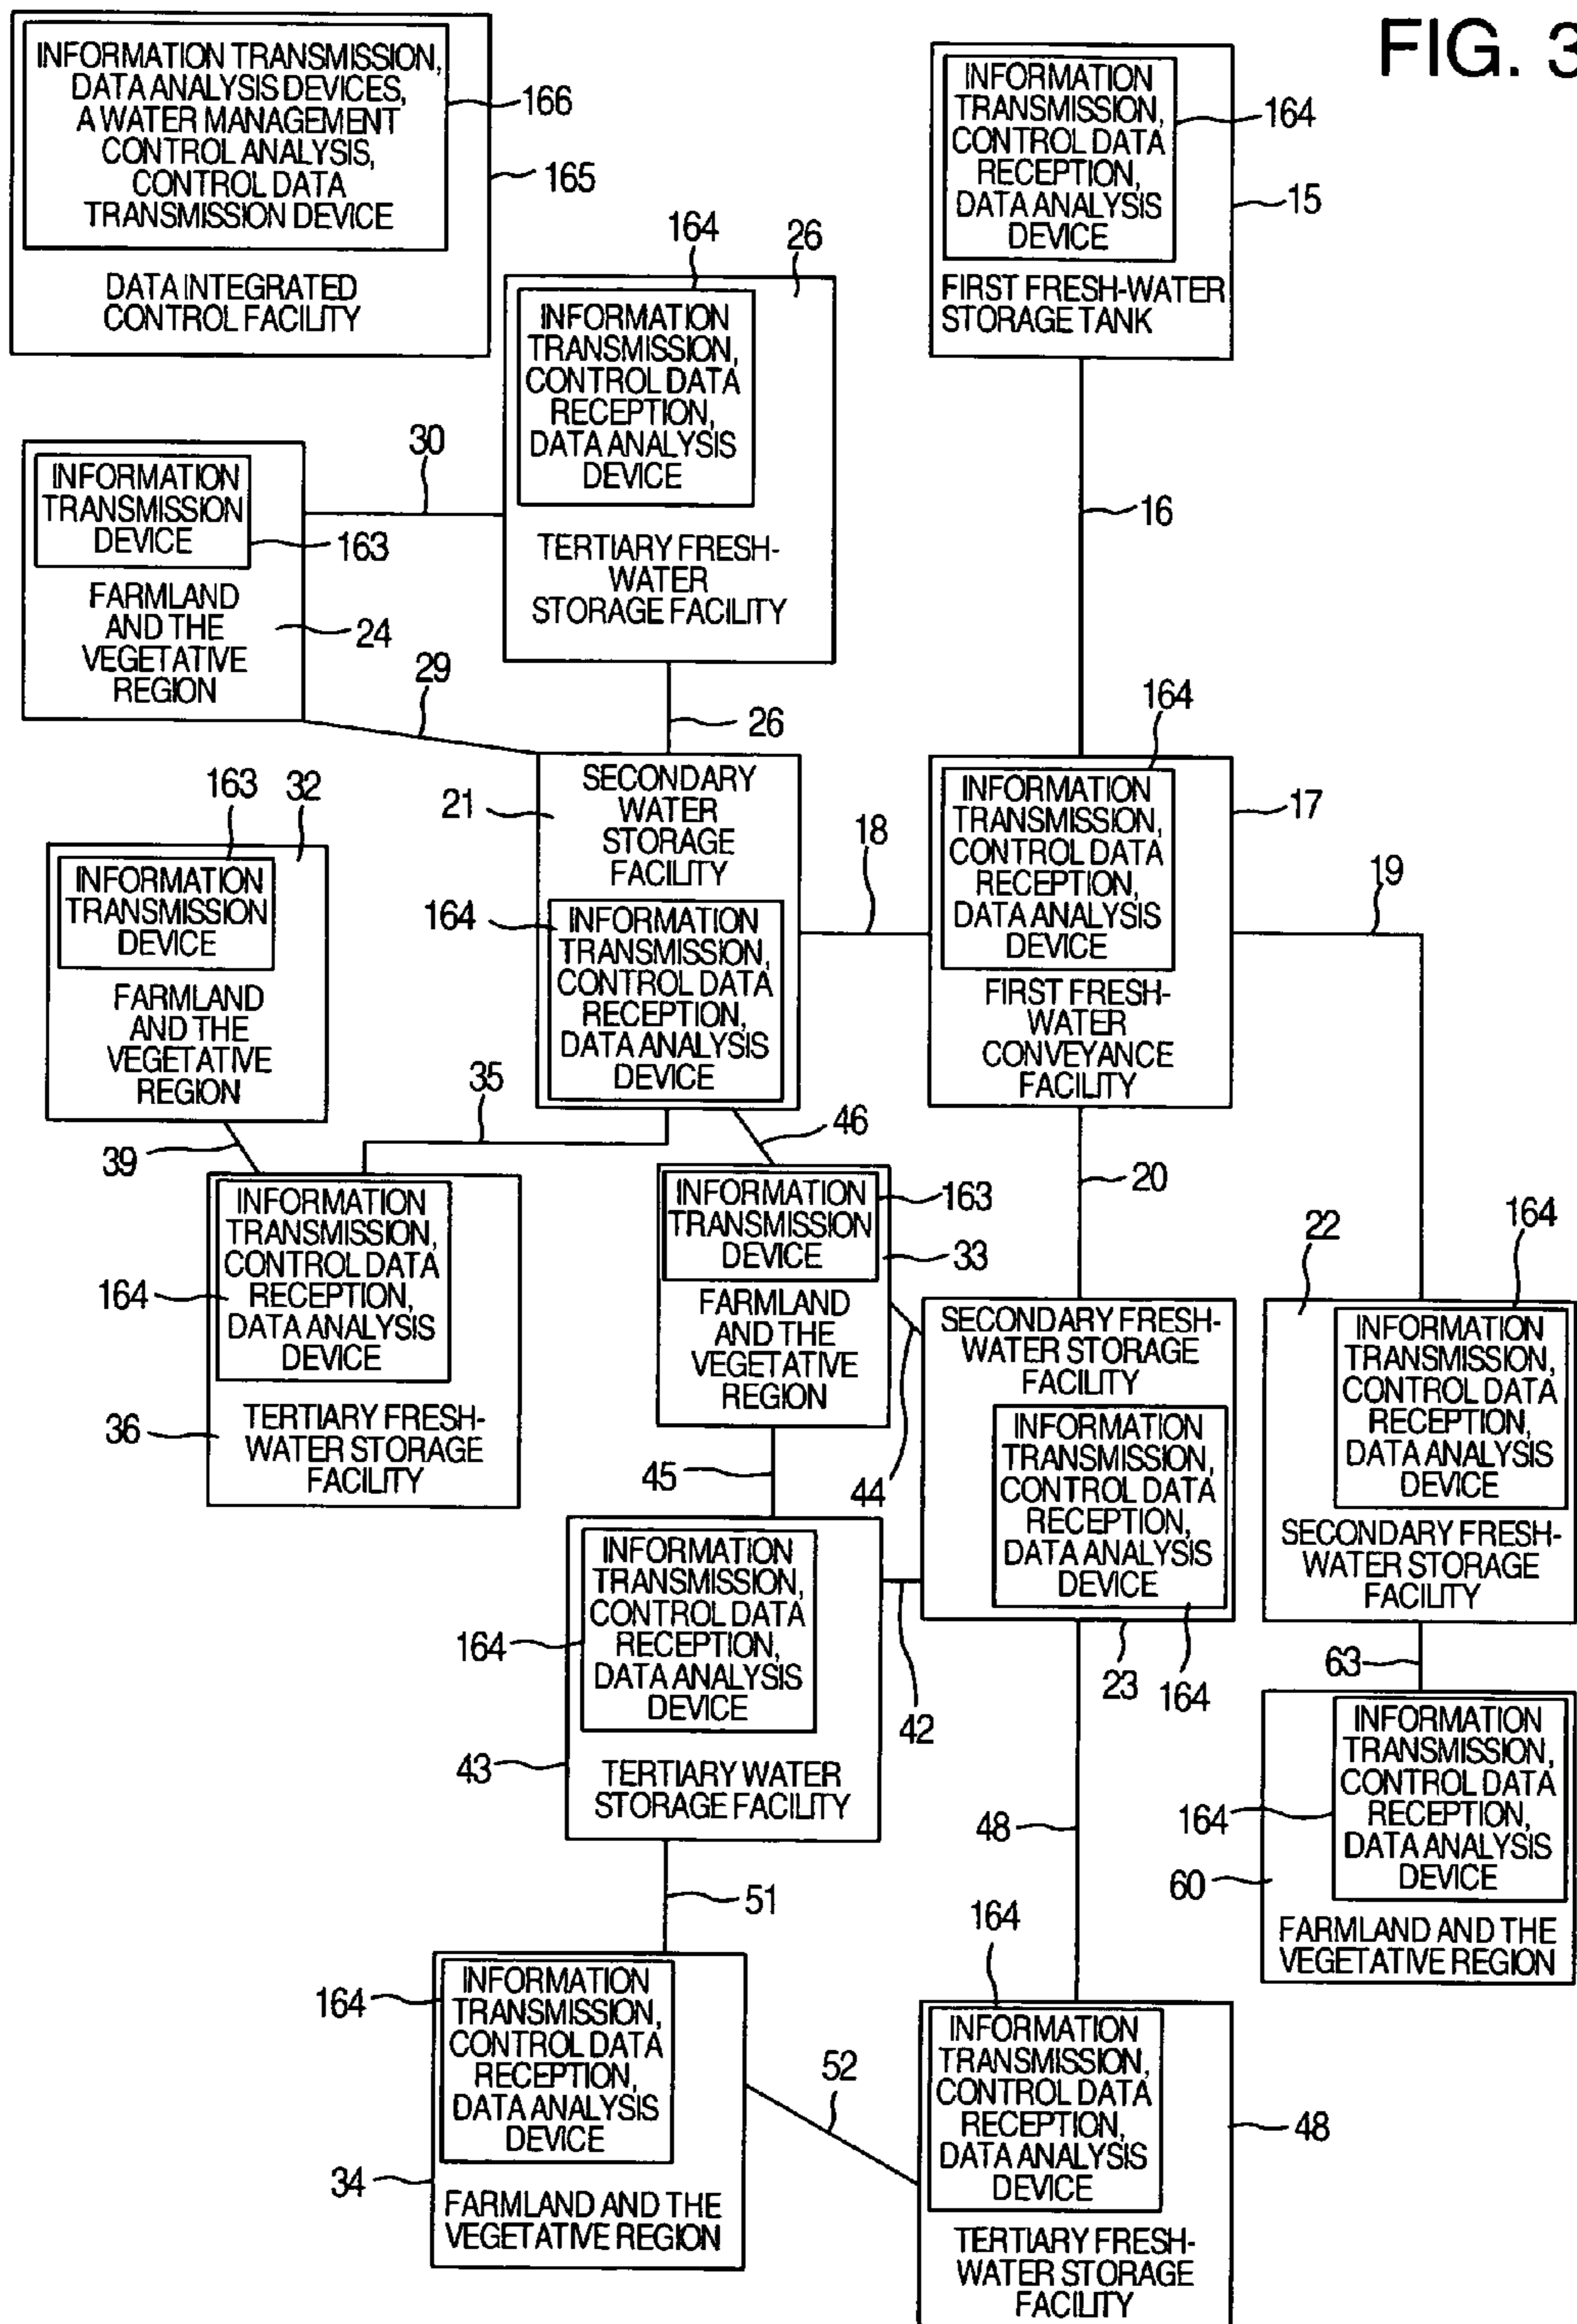 FIG. 3
INFORMATION TRANSMISSION,
DATA ANALYSIS DEVICES,
A WATER MANAGEMENT
CONTROL ANALYSIS,
CONTROL DATA
TRANSMISSION DEVICE
166
165
DATA INTEGRATED
CONTROL FACILITY
INFORMATION
TRANSMISSION,
CONTROL DATA
RECEPTION,
DATA ANALYSIS
DEVICE
164
15
FIRST FRESH-WATER
STORAGE TANK
164
26
INFORMATION
TRANSMISSION,
CONTROL DATA
RECEPTION,
DATA ANALYSIS
DEVICE
TERTIARY FRESH-
WATER
STORAGE FACILITY
30
16
INFORMATION
TRANSMISSION
DEVICE
163
FARMLAND
AND THE
VEGETATIVE
REGION
24
29
26
164
SECONDARY
WATER
STORAGE
FACILITY
21
164
INFORMATION
TRANSMISSION,
CONTROL DATA
RECEPTION,
DATA ANALYSIS
DEVICE
18
INFORMATION
TRANSMISSION,
CONTROL DATA
RECEPTION,
DATA ANALYSIS
DEVICE
17
FIRST FRESH-
WATER
CONVEYANCE
FACILITY
19
163
32
INFORMATION
TRANSMISSION
DEVICE
FARMLAND
AND THE
VEGETATIVE
REGION
39
35
46
20
INFORMATION
TRANSMISSION,
CONTROL DATA
RECEPTION,
DATA ANALYSIS
DEVICE
164
36
TERTIARY FRESH-
WATER STORAGE
FACILITY
INFORMATION
TRANSMISSION
DEVICE
163
33
FARMLAND
AND THE
VEGETATIVE
REGION
45
44
SECONDARY FRESH-
WATER STORAGE
FACILITY
INFORMATION
TRANSMISSION,
CONTROL DATA
RECEPTION,
DATA ANALYSIS
DEVICE
23
164
22
164
INFORMATION
TRANSMISSION,
CONTROL DATA
RECEPTION,
DATA ANALYSIS
DEVICE
SECONDARY FRESH-
WATER STORAGE
FACILITY
63
INFORMATION
TRANSMISSION,
CONTROL DATA
RECEPTION,
DATA ANALYSIS
DEVICE
164
42
43
TERTIARY WATER
STORAGE FACILITY
48
INFORMATION
TRANSMISSION,
CONTROL DATA
RECEPTION,
DATA ANALYSIS
DEVICE
164
60
FARMLAND AND THE
VEGETATIVE REGION
51
164
INFORMATION
TRANSMISSION,
CONTROL DATA
RECEPTION,
DATA ANALYSIS
DEVICE
34
FARMLAND AND THE
VEGETATIVE REGION
52
164
INFORMATION
TRANSMISSION,
CONTROL DATA
RECEPTION,
DATA ANALYSIS
DEVICE
48
TERTIARY FRESH-
WATER STORAGE
FACILITY